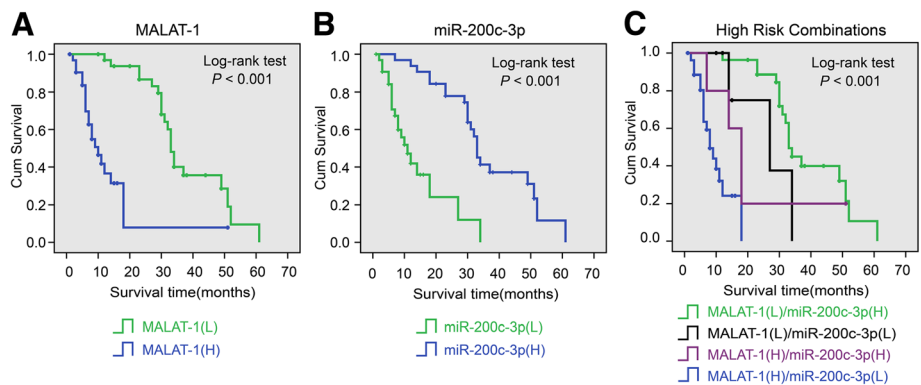 A
MALAT-1
Log-rank test
P < 0.001
Cum Survival
1.0
0.8
0.6
0.4
0.2
0.0
0 10 20 30 40 50 60 70
Survival time(months)
MALAT-1(L)
MALAT-1(H)
B
miR-200c-3p
Log-rank test
P < 0.001
Cum Survival
1.0
0.8
0.6
0.4
0.2
0.0
0 10 20 30 40 50 60 70
Survival time(months)
miR-200c-3p(L)
miR-200c-3p(H)
C
High Risk Combinations
Log-rank test
P < 0.001
Cum Survival
1.0
0.8
0.6
0.4
0.2
0.0
0 10 20 30 40 50 60 70
Survival time(months)
MALAT-1(L)/miR-200c-3p(H)
MALAT-1(L)/miR-200c-3p(L)
MALAT-1(H)/miR-200c-3p(H)
MALAT-1(H)/miR-200c-3p(L)